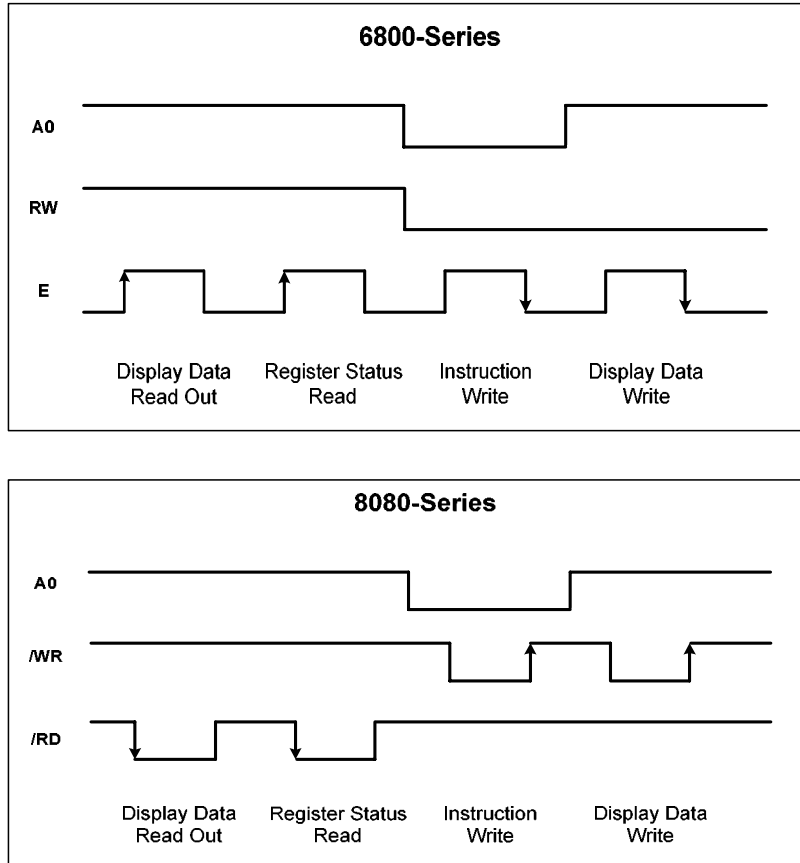 6800-Series
A0
RW
E
Display Data
Read Out
Register Status
Read
Instruction
Write
Display Data
Write
8080-Series
A0
/WR
/RD
Display Data
Read Out
Register Status
Read
Instruction
Write
Display Data
Write